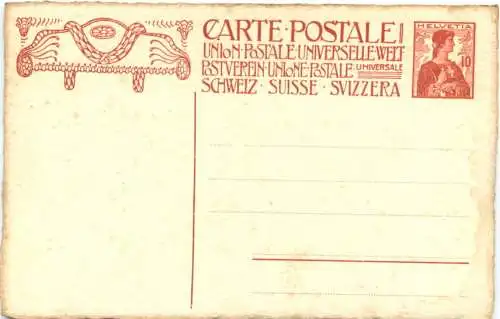 CARTE·POSTALE
UNION·POSTALE·UNIVERSELLE·WELT
POSTVEREIN·UNIONE·POSTALE UNIVERSALE
SCHWEIZ·SUISSE·SVIZZERA
HELVETIA
10